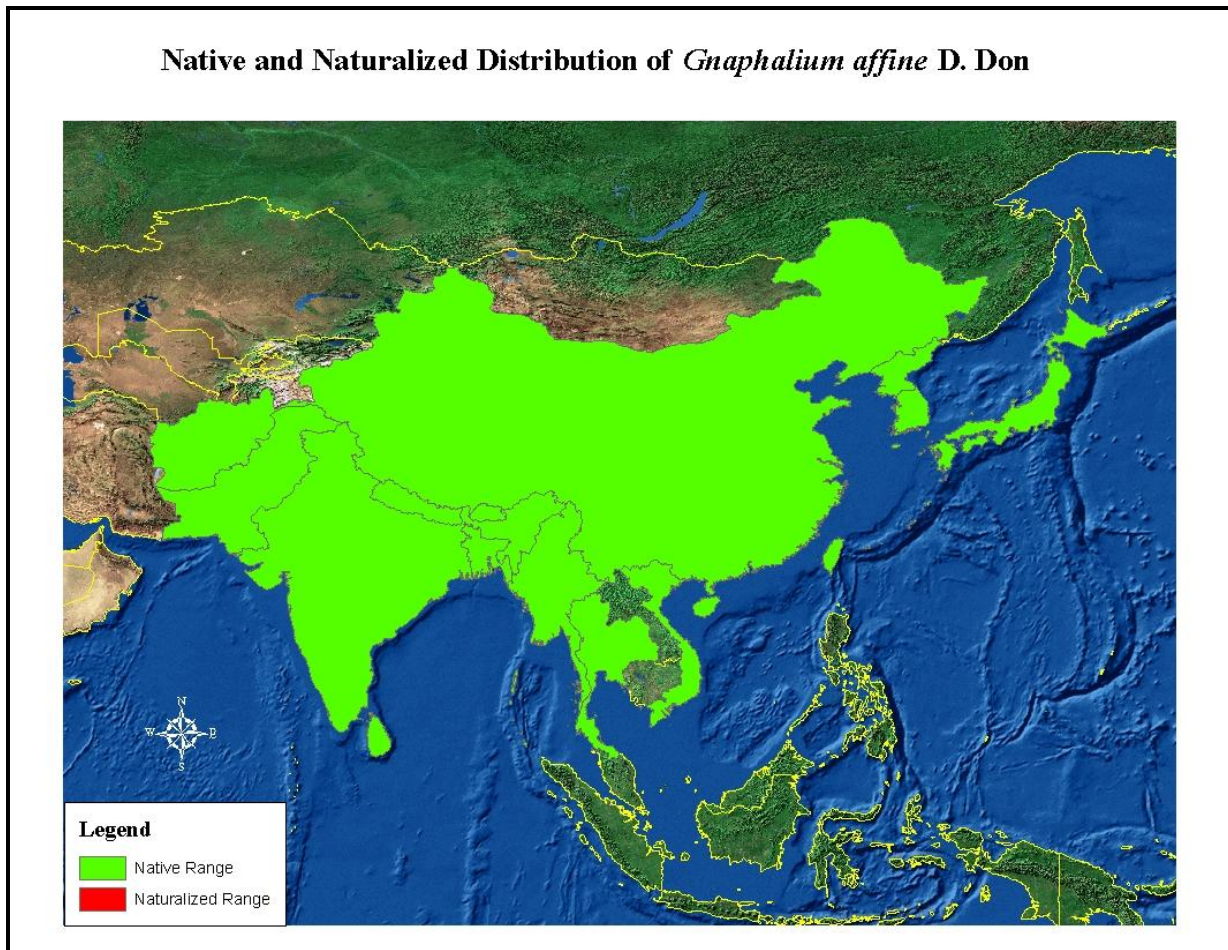 Native and Naturalized Distribution of Gnaphalium affine D. Don
N
W E
S
Legend
Native Range
Naturalized Range